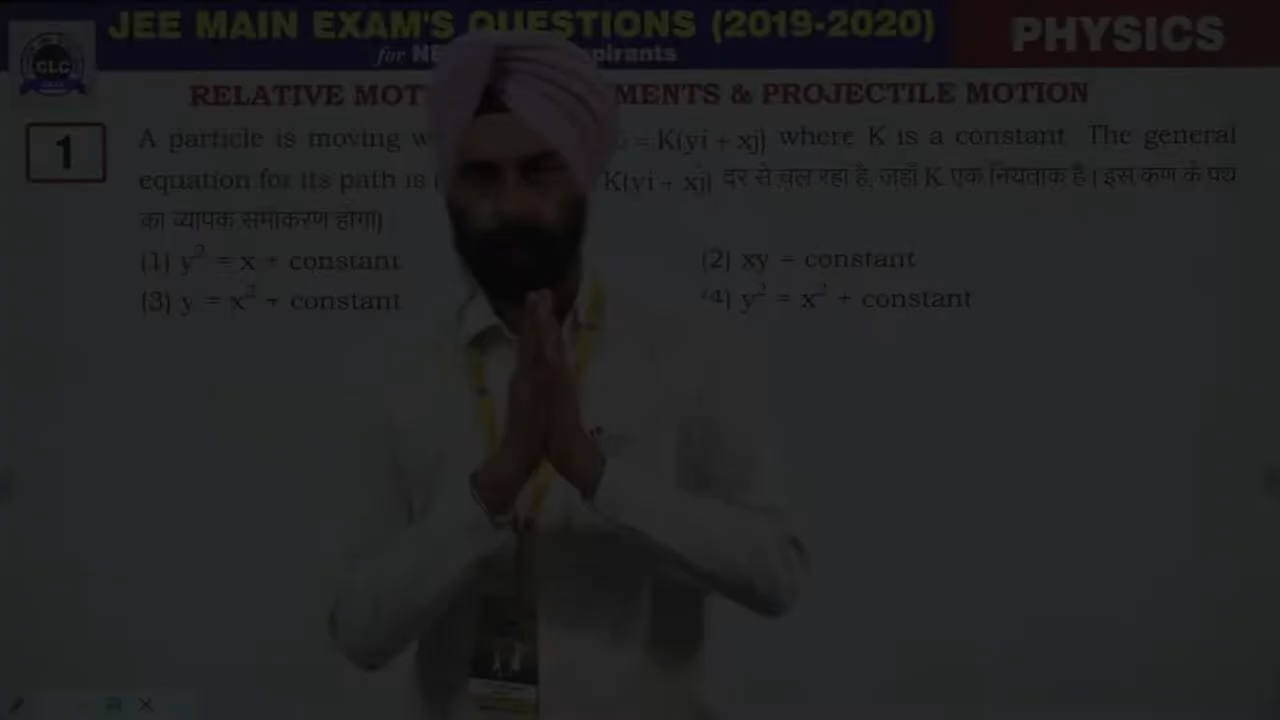 JEE MAIN EXAM'S QUESTIONS (2019-2020)
PHYSICS
for NE pirants
CLC
RELATIVE MOT MENTS & PROJECTILE MOTION
1
A particle is moving w = K(yi + xj) where K is a constant. The general
equation for its path is K(yi + xj) दर से चल रहा है, जहाँ K एक नियतांक है। इस कण के पथ
का व्यापक समीकरण होगा)
(1) y² = x + constant
(2) xy = constant
(3) y = x² + constant
(4) y² = x² + constant